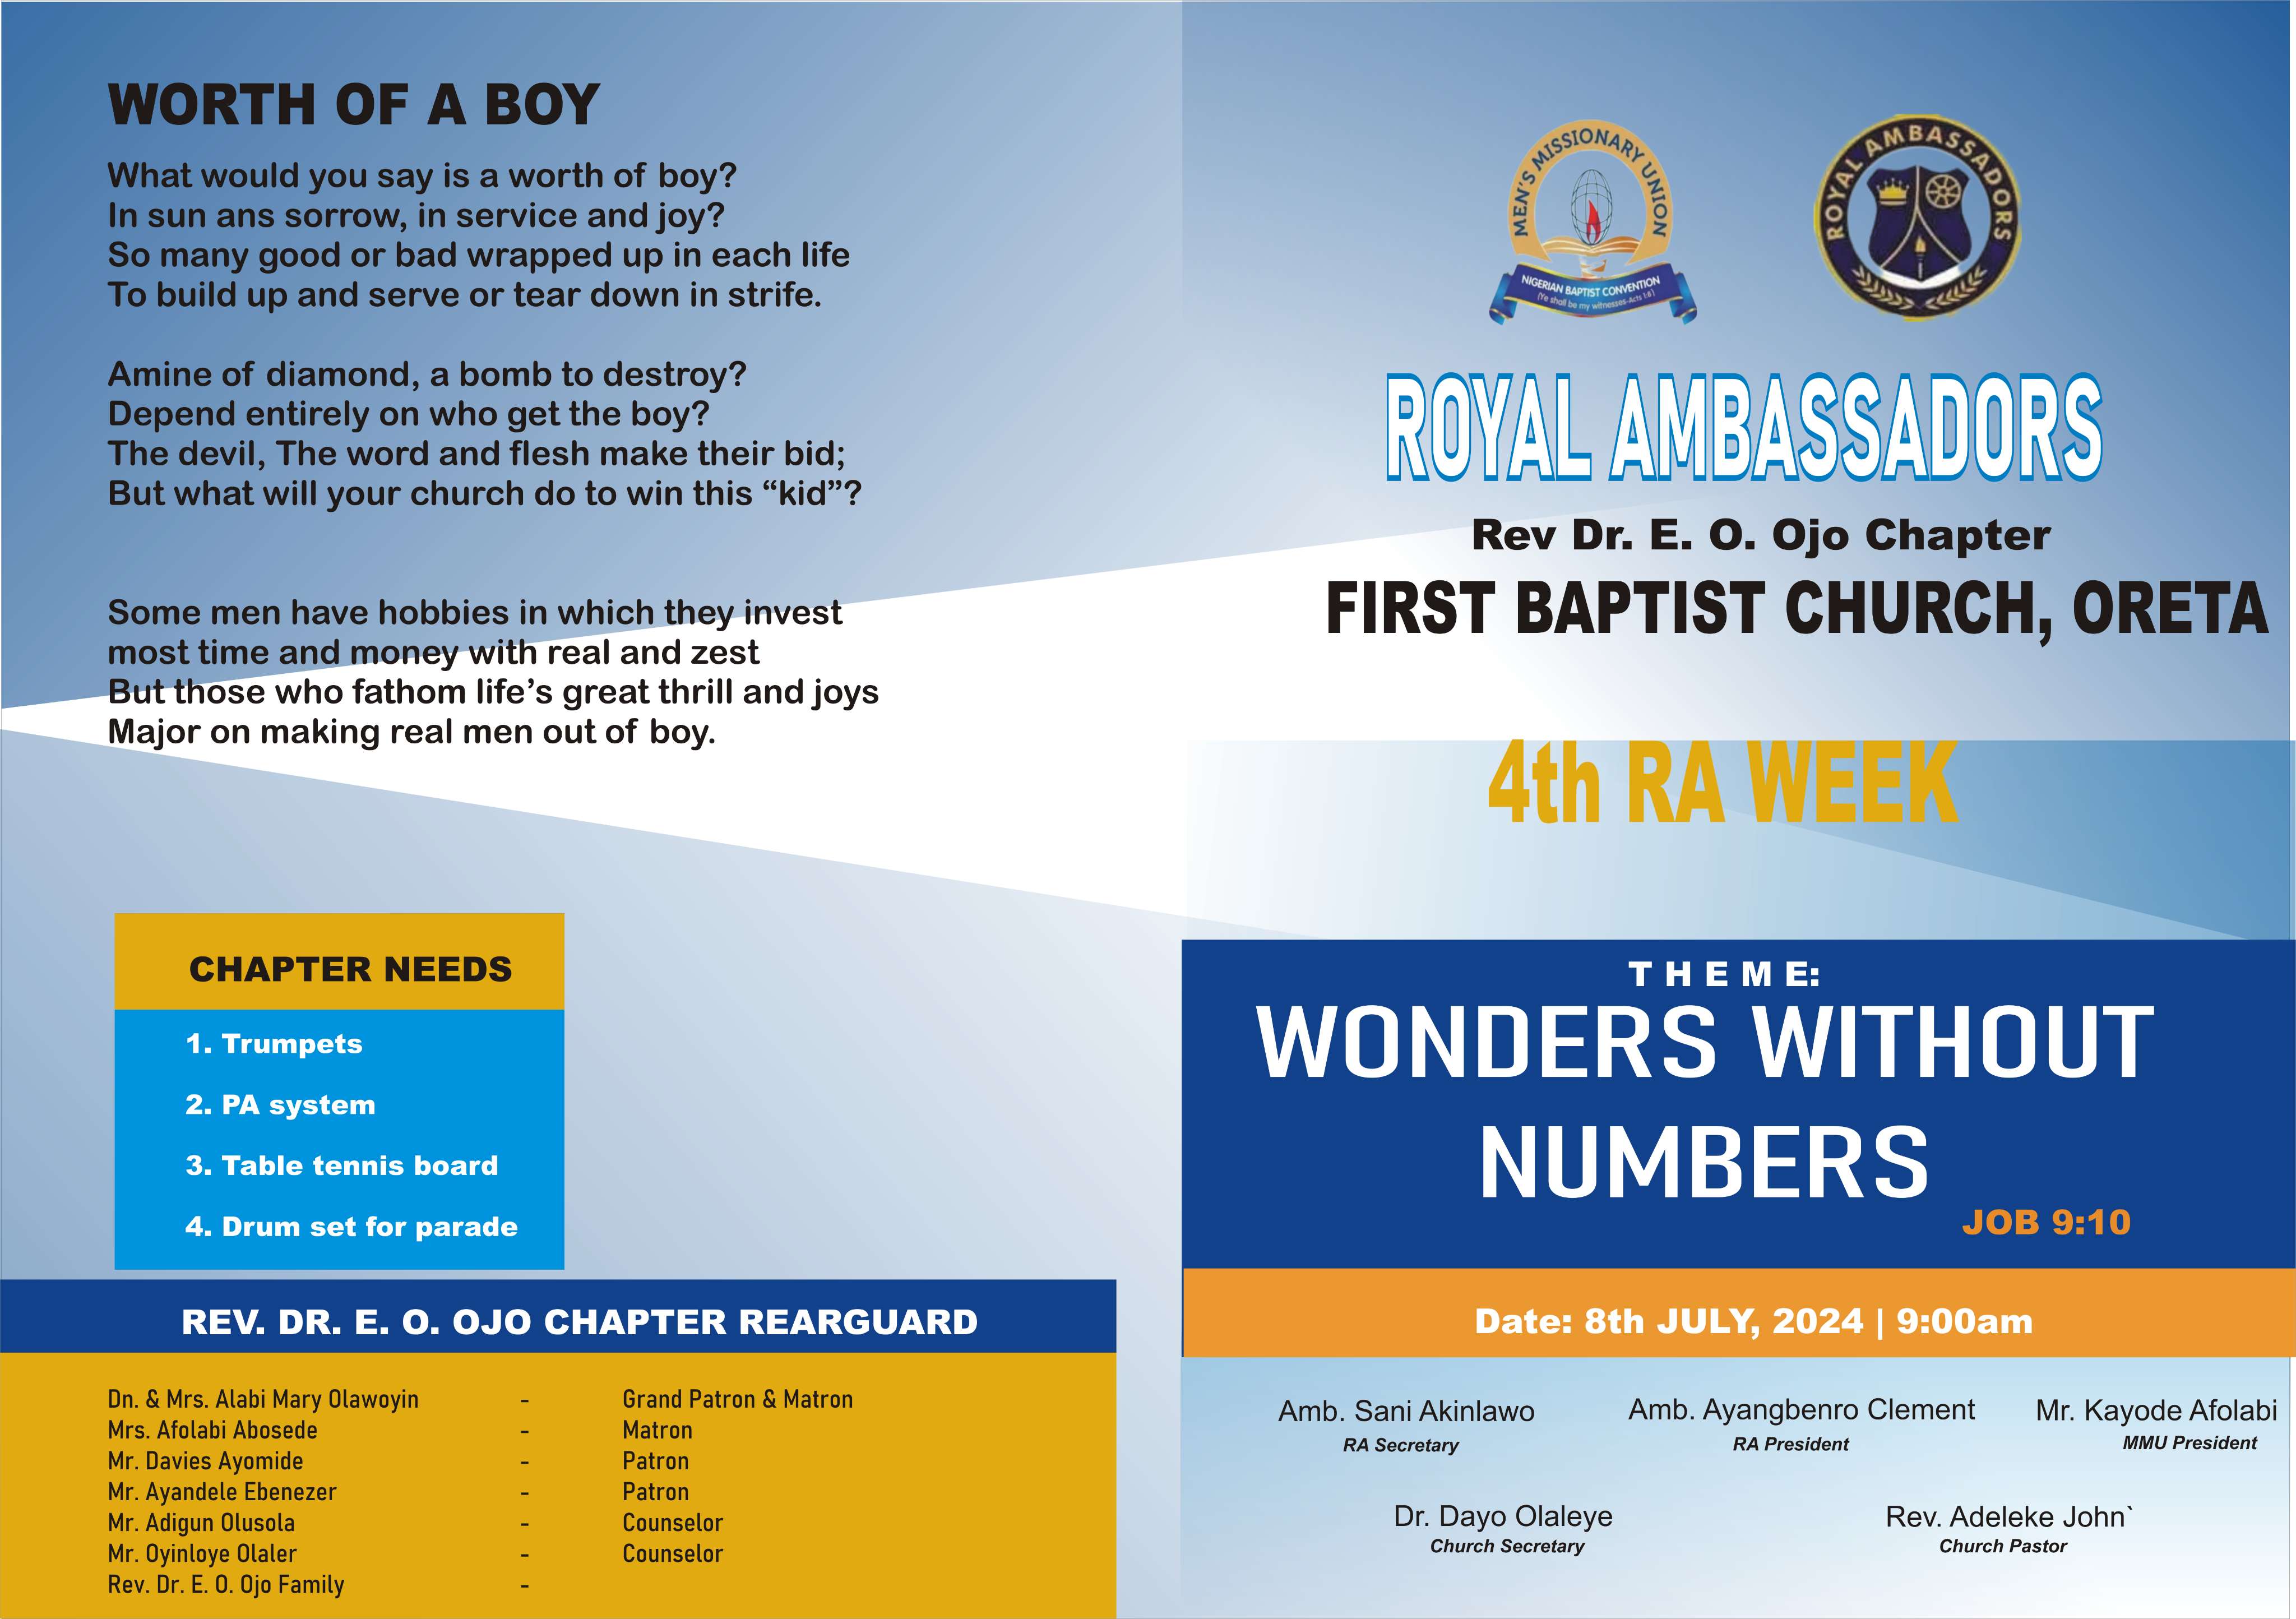 WORTH OF A BOY
What would you say is a worth of boy?
In sun ans sorrow, in service and joy?
So many good or bad wrapped up in each life
To build up and serve or tear down in strife.
Amine of diamond, a bomb to destroy?
Depend entirely on who get the boy?
The devil, The word and flesh make their bid;
But what will your church do to win this “kid”?
Some men have hobbies in which they invest
most time and money with real and zest
But those who fathom life’s great thrill and joys
Major on making real men out of boy.
CHAPTER NEEDS
1. Trumpets
2. PA system
3. Table tennis board
4. Drum set for parade
REV. DR. E. O. OJO CHAPTER REARGUARD
Dn. & Mrs. Alabi Mary Olawoyin - Grand Patron & Matron
Mrs. Afolabi Abosede - Matron
Mr. Davies Ayomide - Patron
Mr. Ayandele Ebenezer - Patron
Mr. Adigun Olusola - Counselor
Mr. Oyinloye Olaler - Counselor
Rev. Dr. E. O. Ojo Family -
MEN'S MISSIONARY UNION
NIGERIAN BAPTIST CONVENTION
(Ye shall be my witnesses-Acts 1:8)
ROYAL AMBASSADORS
ROYAL AMBASSADORS
Rev Dr. E. O. Ojo Chapter
FIRST BAPTIST CHURCH, ORETA
4th RA WEEK
THEME:
WONDERS WITHOUT
NUMBERS
JOB 9:10
Date: 8th JULY, 2024 | 9:00am
Amb. Sani Akinlawo
RA Secretary
Amb. Ayangbenro Clement
RA President
Mr. Kayode Afolabi
MMU President
Dr. Dayo Olaleye
Church Secretary
Rev. Adeleke John`
Church Pastor